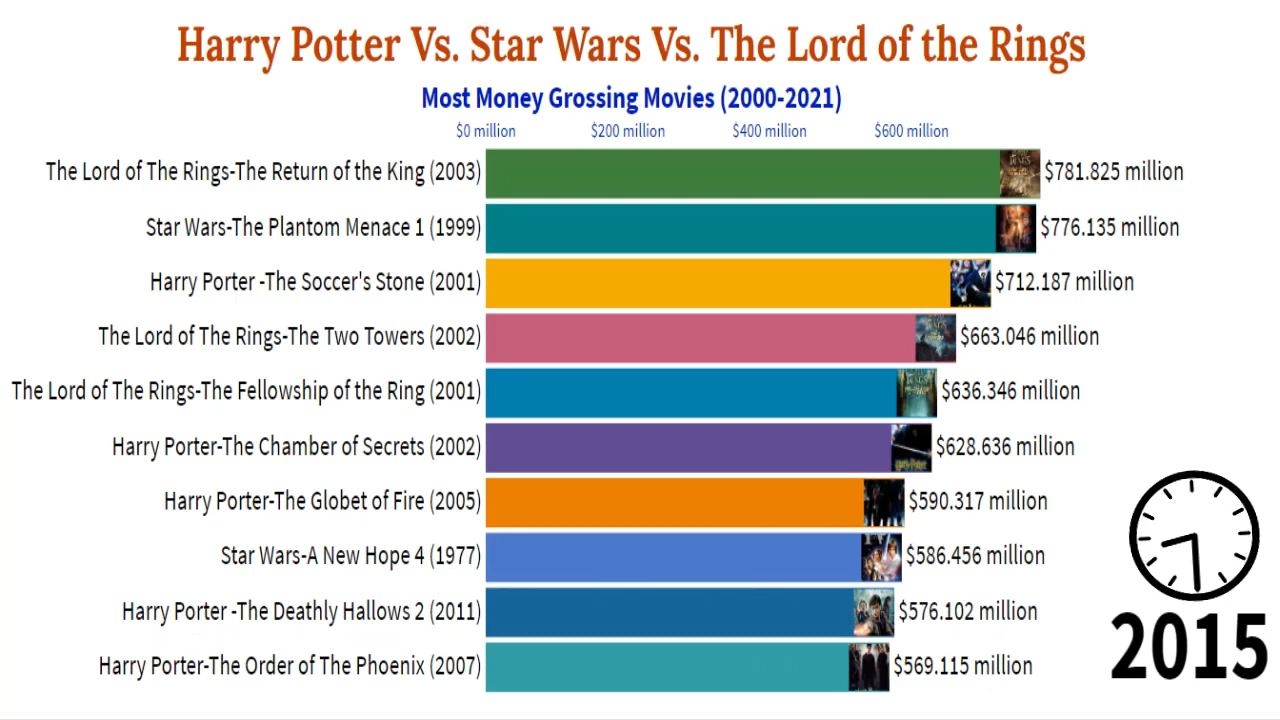 Harry Potter Vs. Star Wars Vs. The Lord of the Rings
Most Money Grossing Movies (2000-2021)
$0 million $200 million $400 million $600 million
The Lord of The Rings-The Return of the King (2003) $781.825 million
Star Wars-The Plantom Menace 1 (1999) $776.135 million
Harry Porter -The Soccer's Stone (2001) $712.187 million
The Lord of The Rings-The Two Towers (2002) $663.046 million
The Lord of The Rings-The Fellowship of the Ring (2001) $636.346 million
Harry Porter-The Chamber of Secrets (2002) $628.636 million
Harry Porter-The Globet of Fire (2005) $590.317 million
Star Wars-A New Hope 4 (1977) $586.456 million
Harry Porter -The Deathly Hallows 2 (2011) $576.102 million
Harry Porter-The Order of The Phoenix (2007) $569.115 million
2015